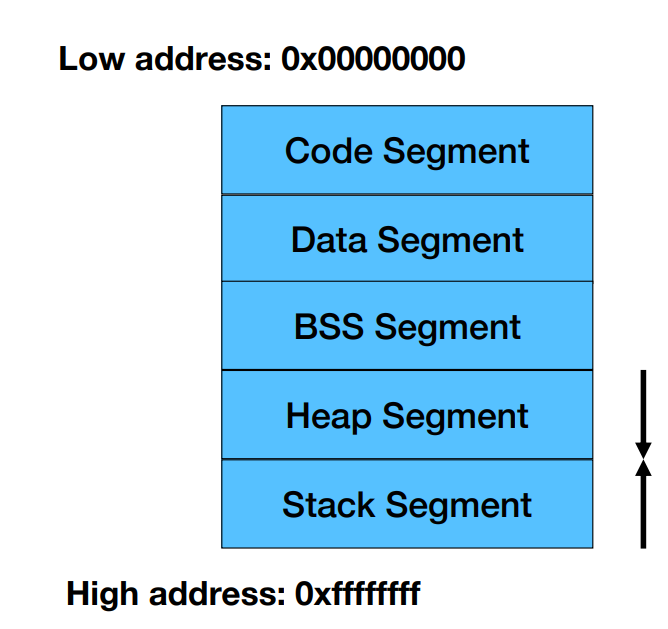 Low address: 0x00000000
Code Segment
Data Segment
BSS Segment
Heap Segment
Stack Segment
High address: 0xffffffff